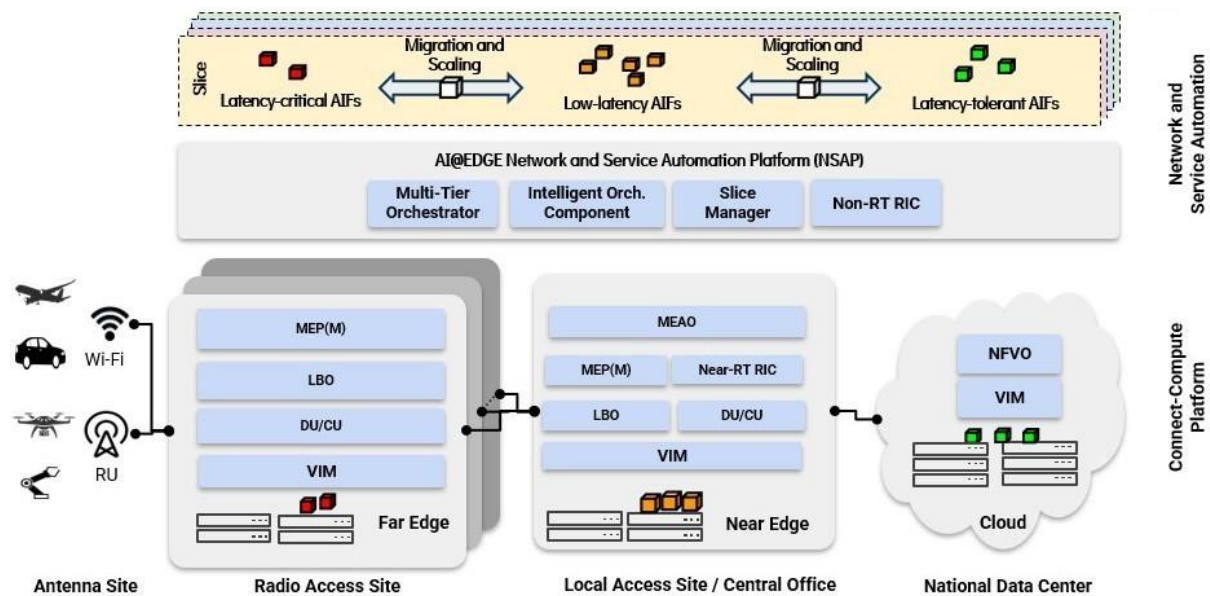 Slice
Migration and
Scaling
Migration and
Scaling
Latency-critical AIFs
Low-latency AIFs
Latency-tolerant AIFs
Network and
Service Automation
AI@EDGE Network and Service Automation Platform (NSAP)
Multi-Tier
Orchestrator
Intelligent Orch.
Component
Slice
Manager
Non-RT RIC
Wi-Fi
RU
MEP(M)
LBO
DU/CU
VIM
Far Edge
MEAO
MEP(M)
Near-RT RIC
LBO
DU/CU
VIM
Near Edge
NFVO
VIM
Cloud
Connect-Compute
Platform
Antenna Site
Radio Access Site
Local Access Site / Central Office
National Data Center